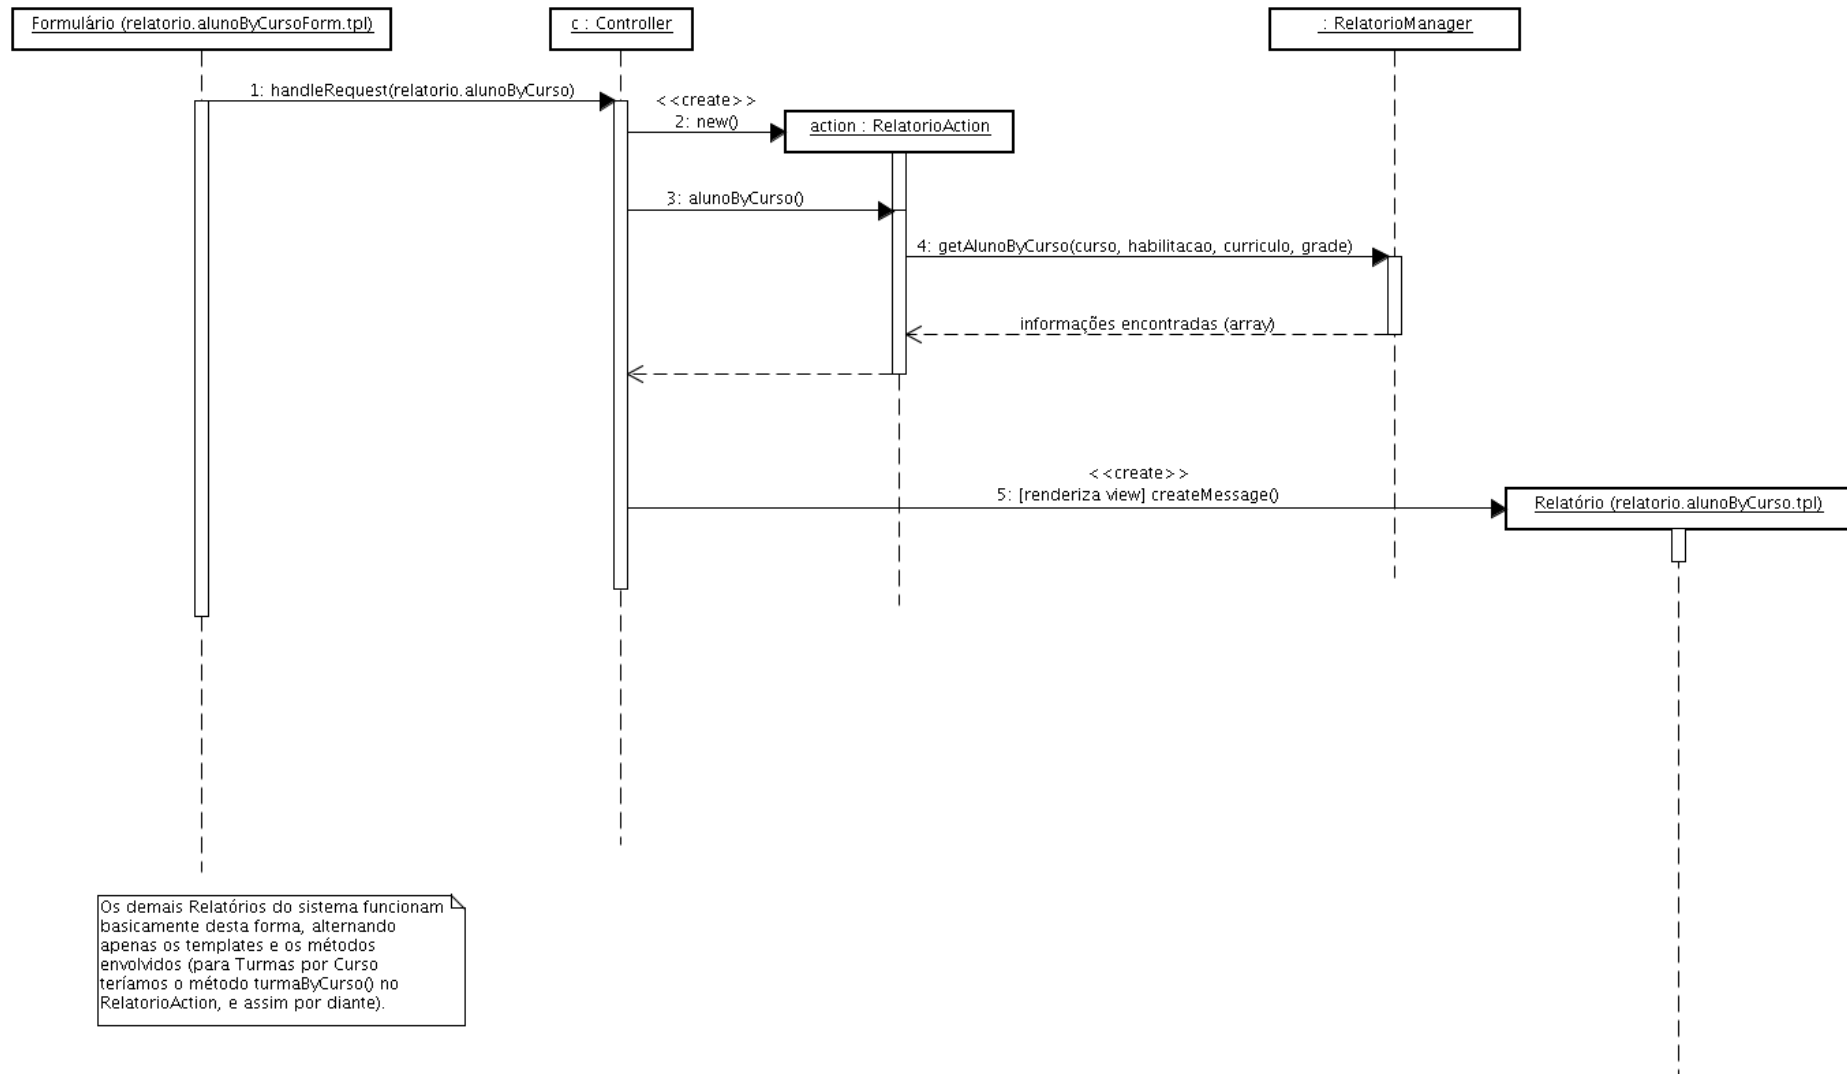 Formulário (relatorio.alunoByCursoForm.tpl)
c : Controller
: RelatorioManager
1: handleRequest(relatorio.alunoByCurso)
<<create>>
2: new()
action : RelatorioAction
3: alunoByCurso()
4: getAlunoByCurso(curso, habilitacao, curriculo, grade)
informações encontradas (array)
<<create>>
5: [renderiza view] createMessage()
Relatório (relatorio.alunoByCurso.tpl)
Os demais Relatórios do sistema funcionam
basicamente desta forma, alternando
apenas os templates e os métodos
envolvidos (para Turmas por Curso
teríamos o método turmaByCurso() no
RelatorioAction, e assim por diante).